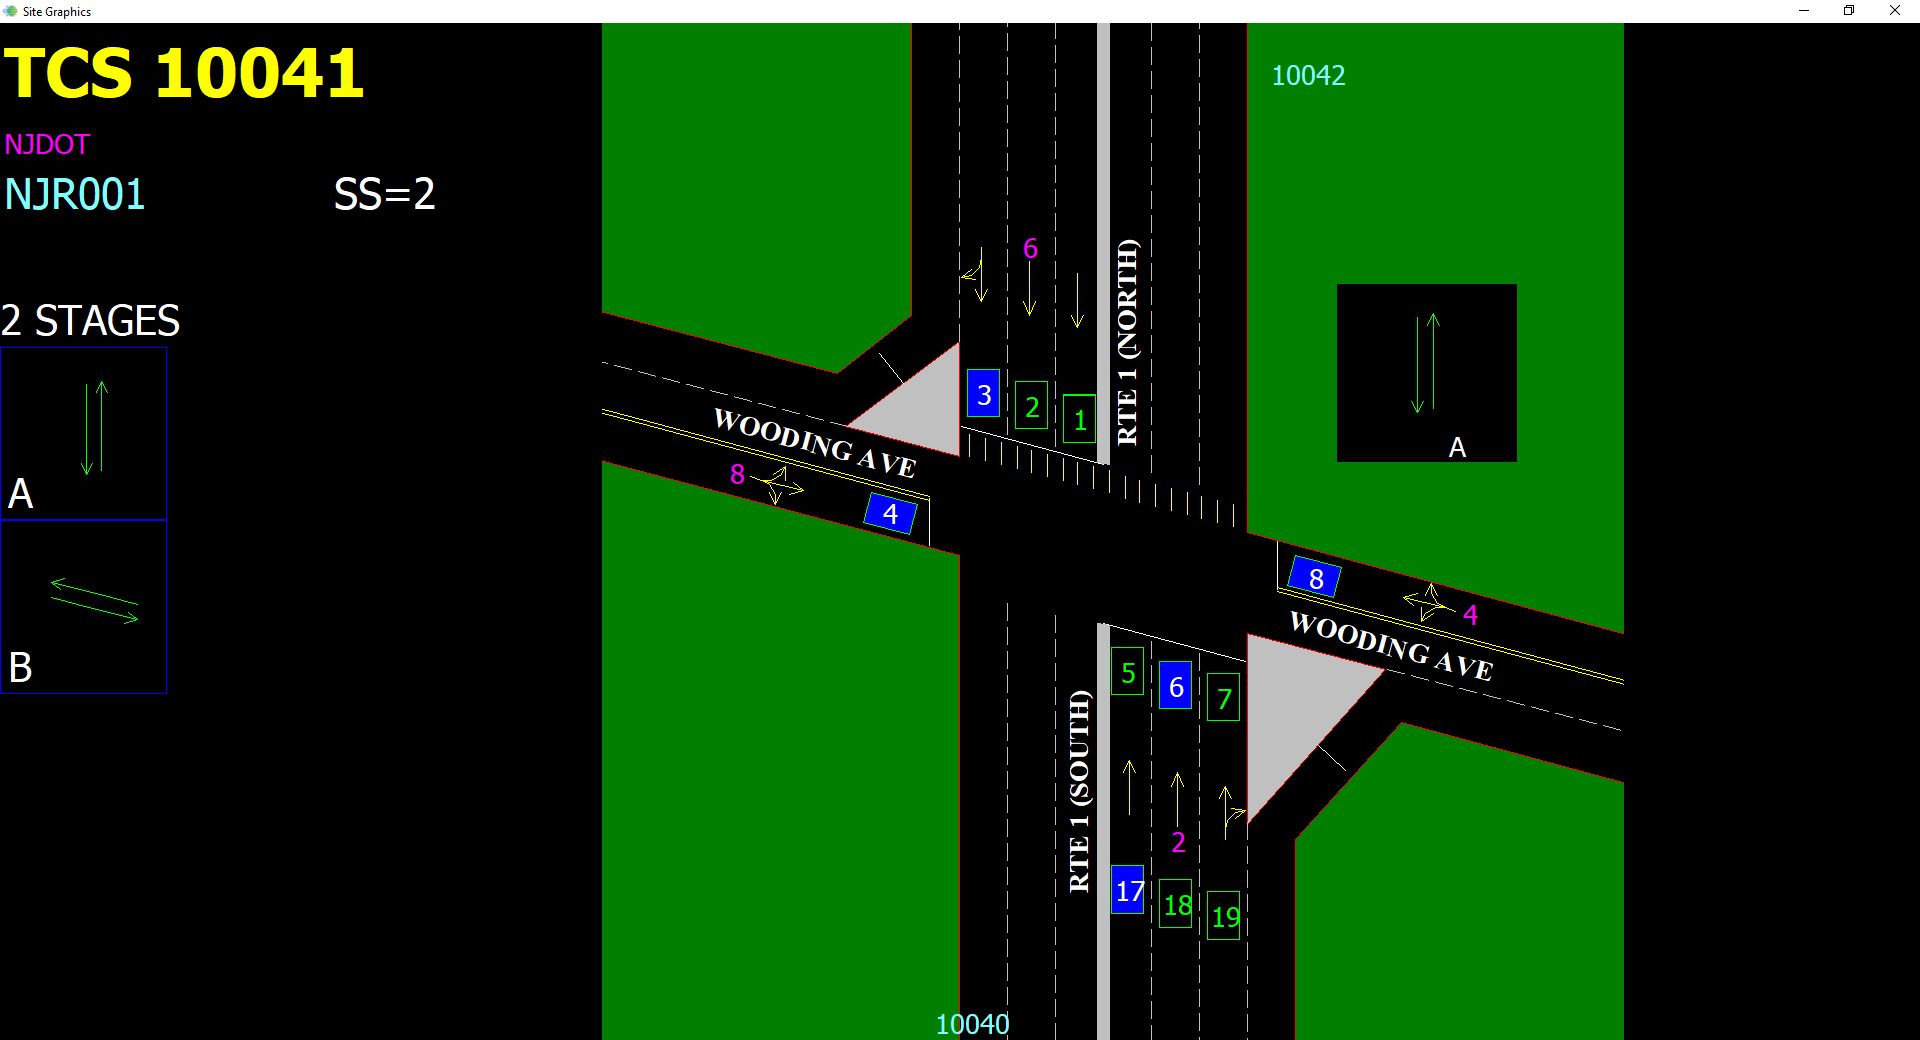 Site Graphics
TCS 10041
NJDOT
NJR001
SS=2
2 STAGES
A
B
10042
6
RTE 1 (NORTH)
3
2
1
WOODING AVE
8
4
A
8
4
WOODING AVE
5
6
7
RTE 1 (SOUTH)
2
17
18
19
10040